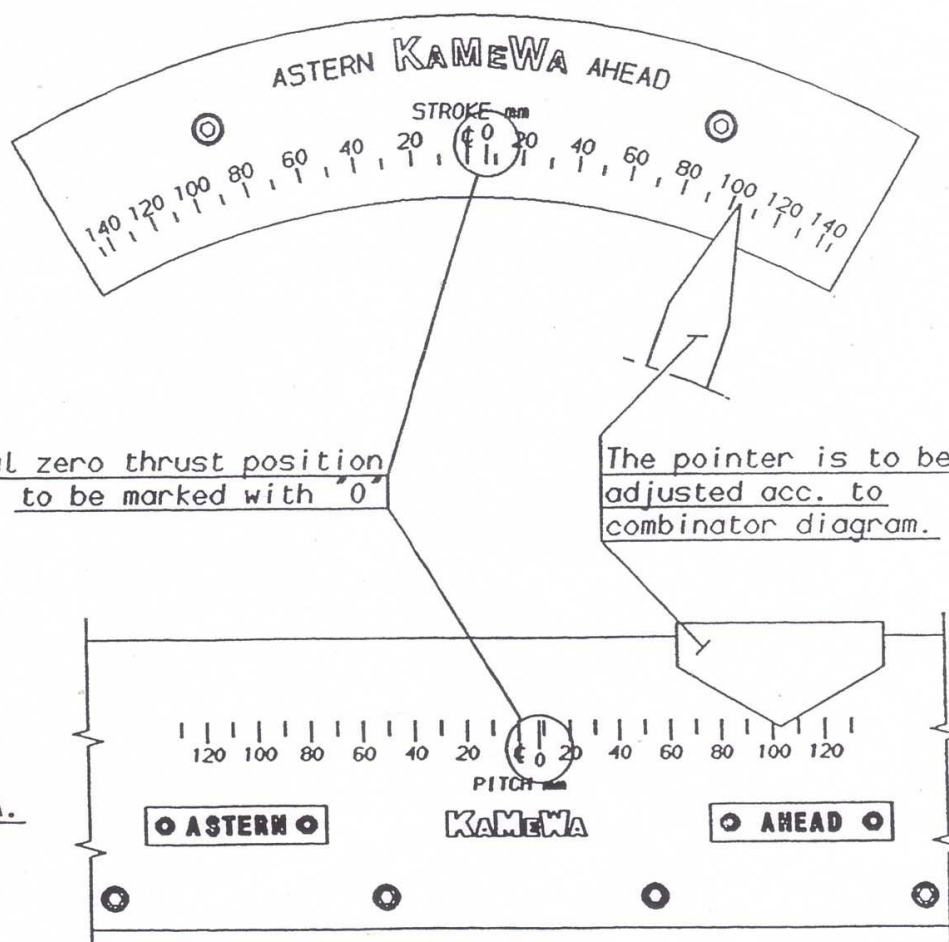 ASTERN KAMEWA AHEAD
STROKE mm
140 120 100 80 60 40 20 ℄ 0 20 40 60 80 100 120 140
zero thrust position
to be marked with "0"
The pointer is to be
adjusted acc. to
combinator diagram.
120 100 80 60 40 20 ℄ 0 20 40 60 80 100 120
PITCH mm
ASTERN KAMEWA AHEAD